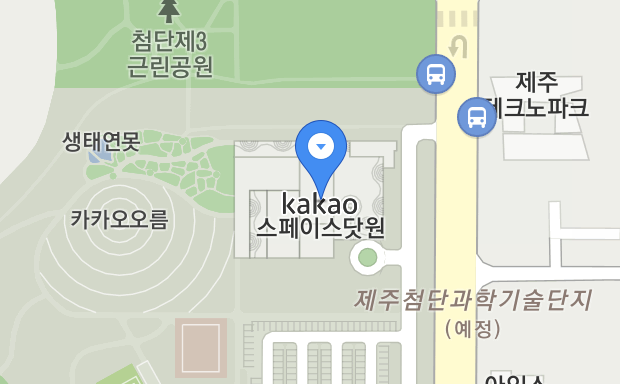 첨단제3
근린공원
제주
테크노파크
생태연못
카카오오름
kakao
스페이스닷원
제주첨단과학기술단지
(예정)